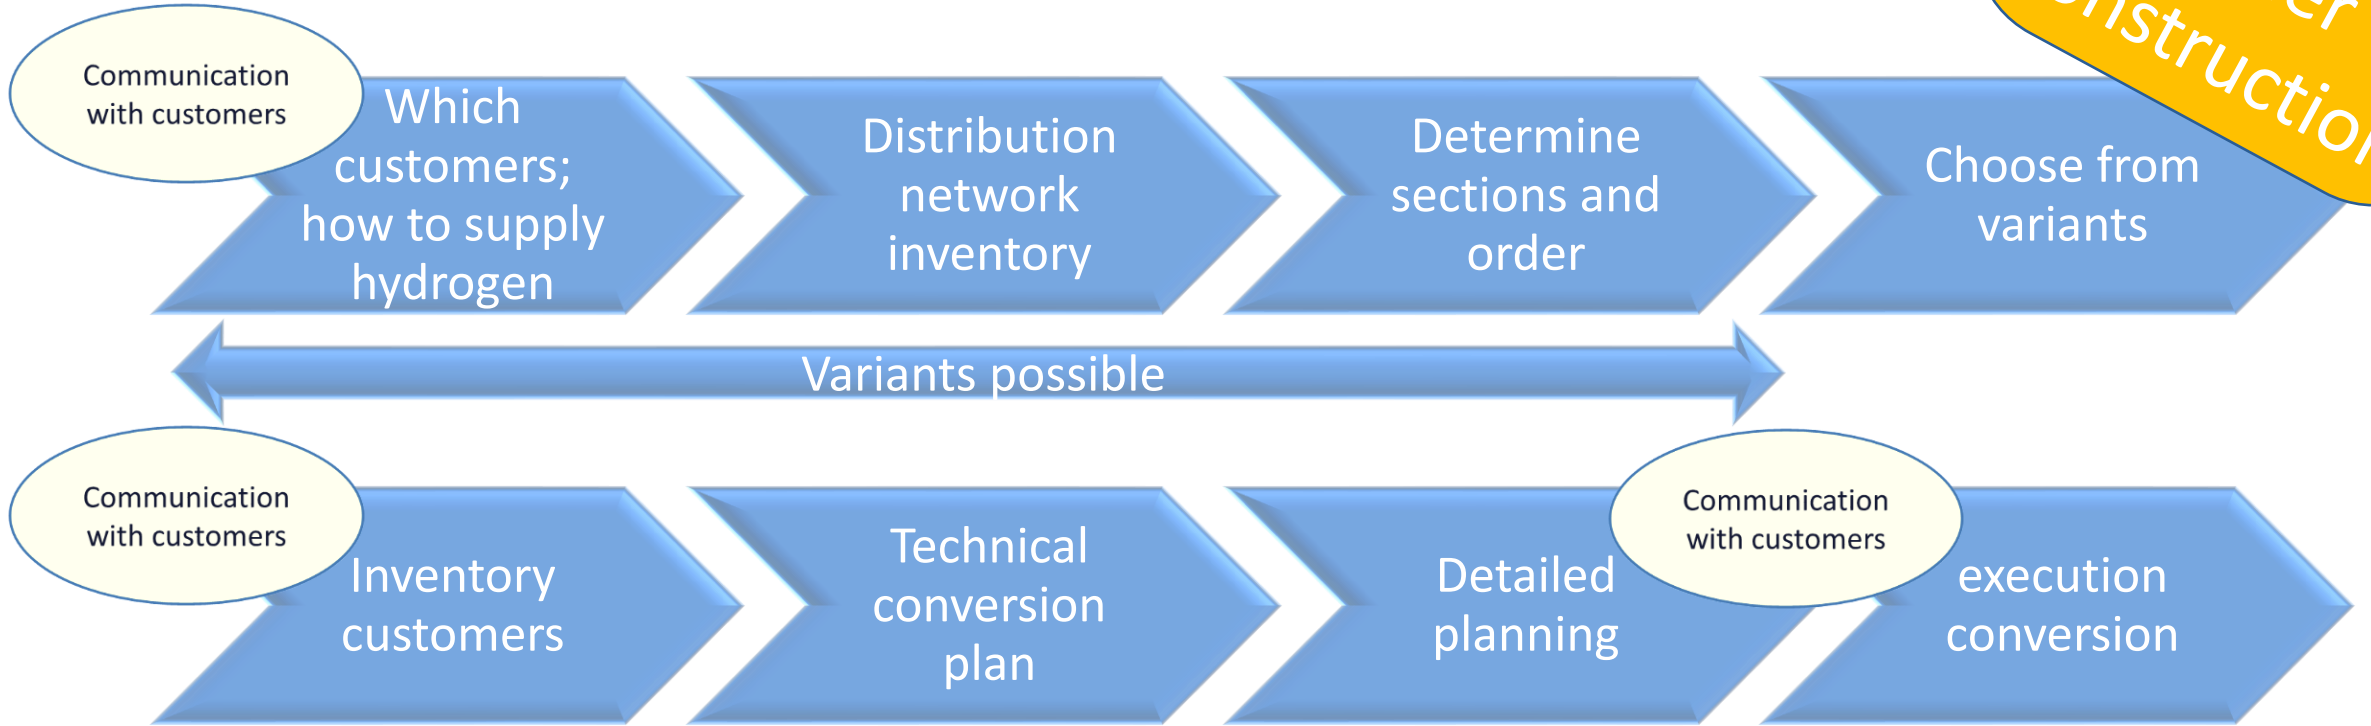 Communication
with customers
Which
customers;
how to supply
hydrogen
Distribution
network
inventory
Determine
sections and
order
Choose from
variants
Variants possible
Communication
with customers
Inventory
customers
Technical
conversion
plan
Detailed
planning
Communication
with customers
execution
conversion